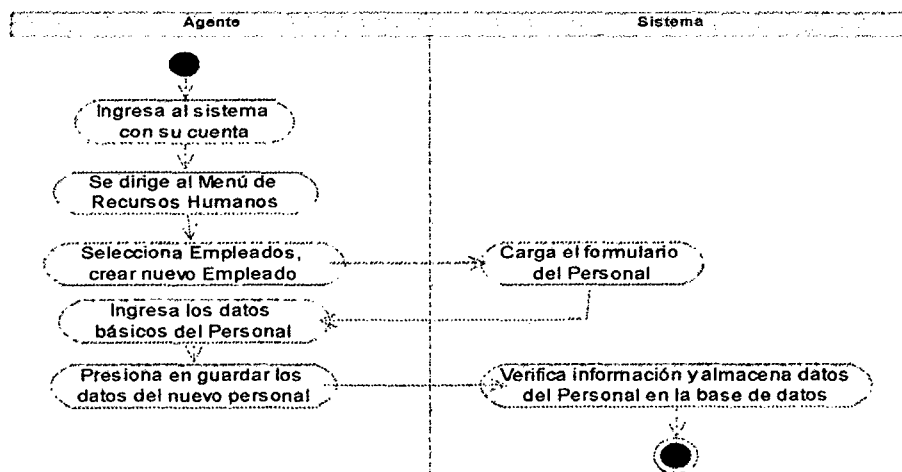 Agente
Sistema
Ingresa al sistema
con su cuenta
Se dirige al Menú de
Recursos Humanos
Selecciona Empleados,
crear nuevo Empleado
Carga el formulario
del Personal
Ingresa los datos
básicos del Personal
Presiona en guardar los
datos del nuevo personal
Verifica información y almacena datos
del Personal en la base de datos